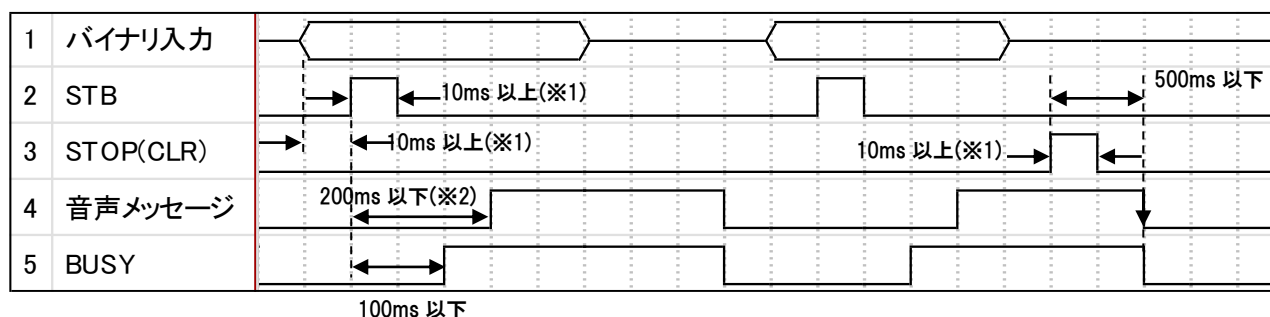 1 バイナリ入力
500ms 以下
2 STB
10ms 以上(※1)
3 STOP(CLR)
10ms 以上(※1)
10ms 以上(※1)
4 音声メッセージ
200ms 以下(※2)
5 BUSY
100ms 以下